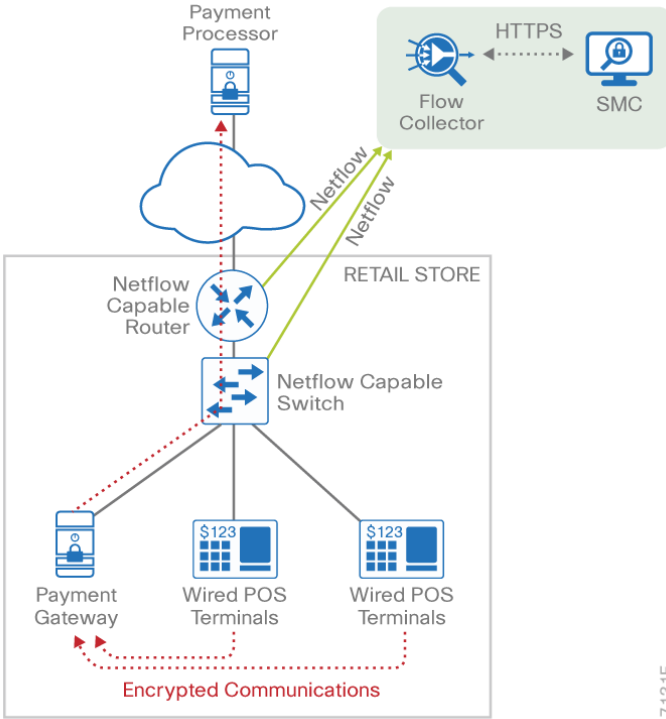 Payment
Processor
HTTPS
Flow
Collector
SMC
Netflow
Netflow
RETAIL STORE
Netflow
Capable
Router
Netflow Capable
Switch
$123
$123
Payment
Gateway
Wired POS
Terminals
Wired POS
Terminals
Encrypted Communications